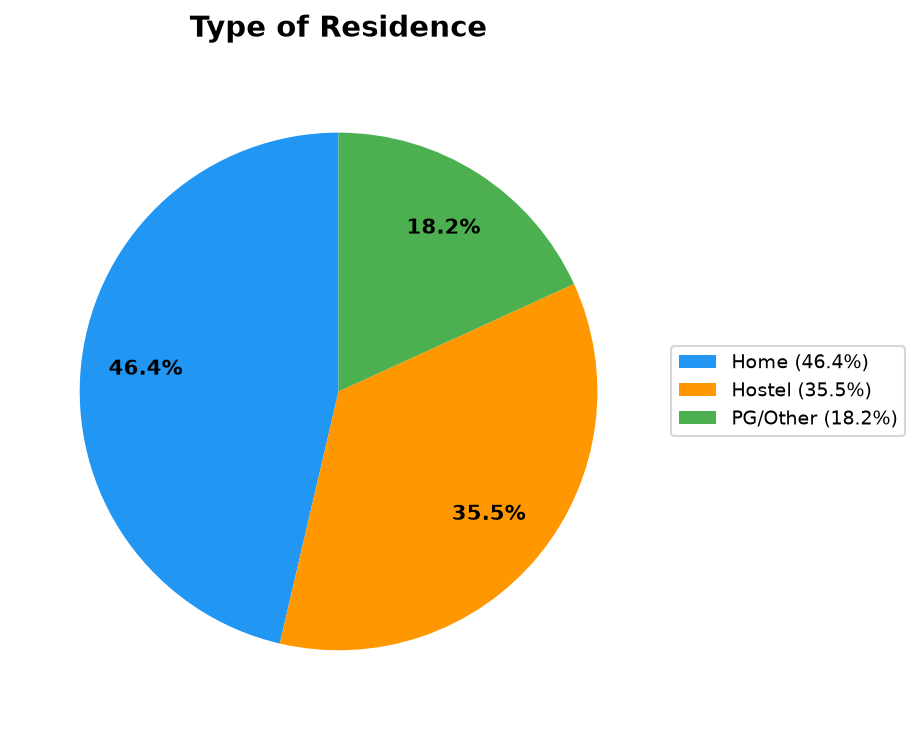 Type of Residence
18.2%
46.4%
35.5%
Home (46.4%)
Hostel (35.5%)
PG/Other (18.2%)